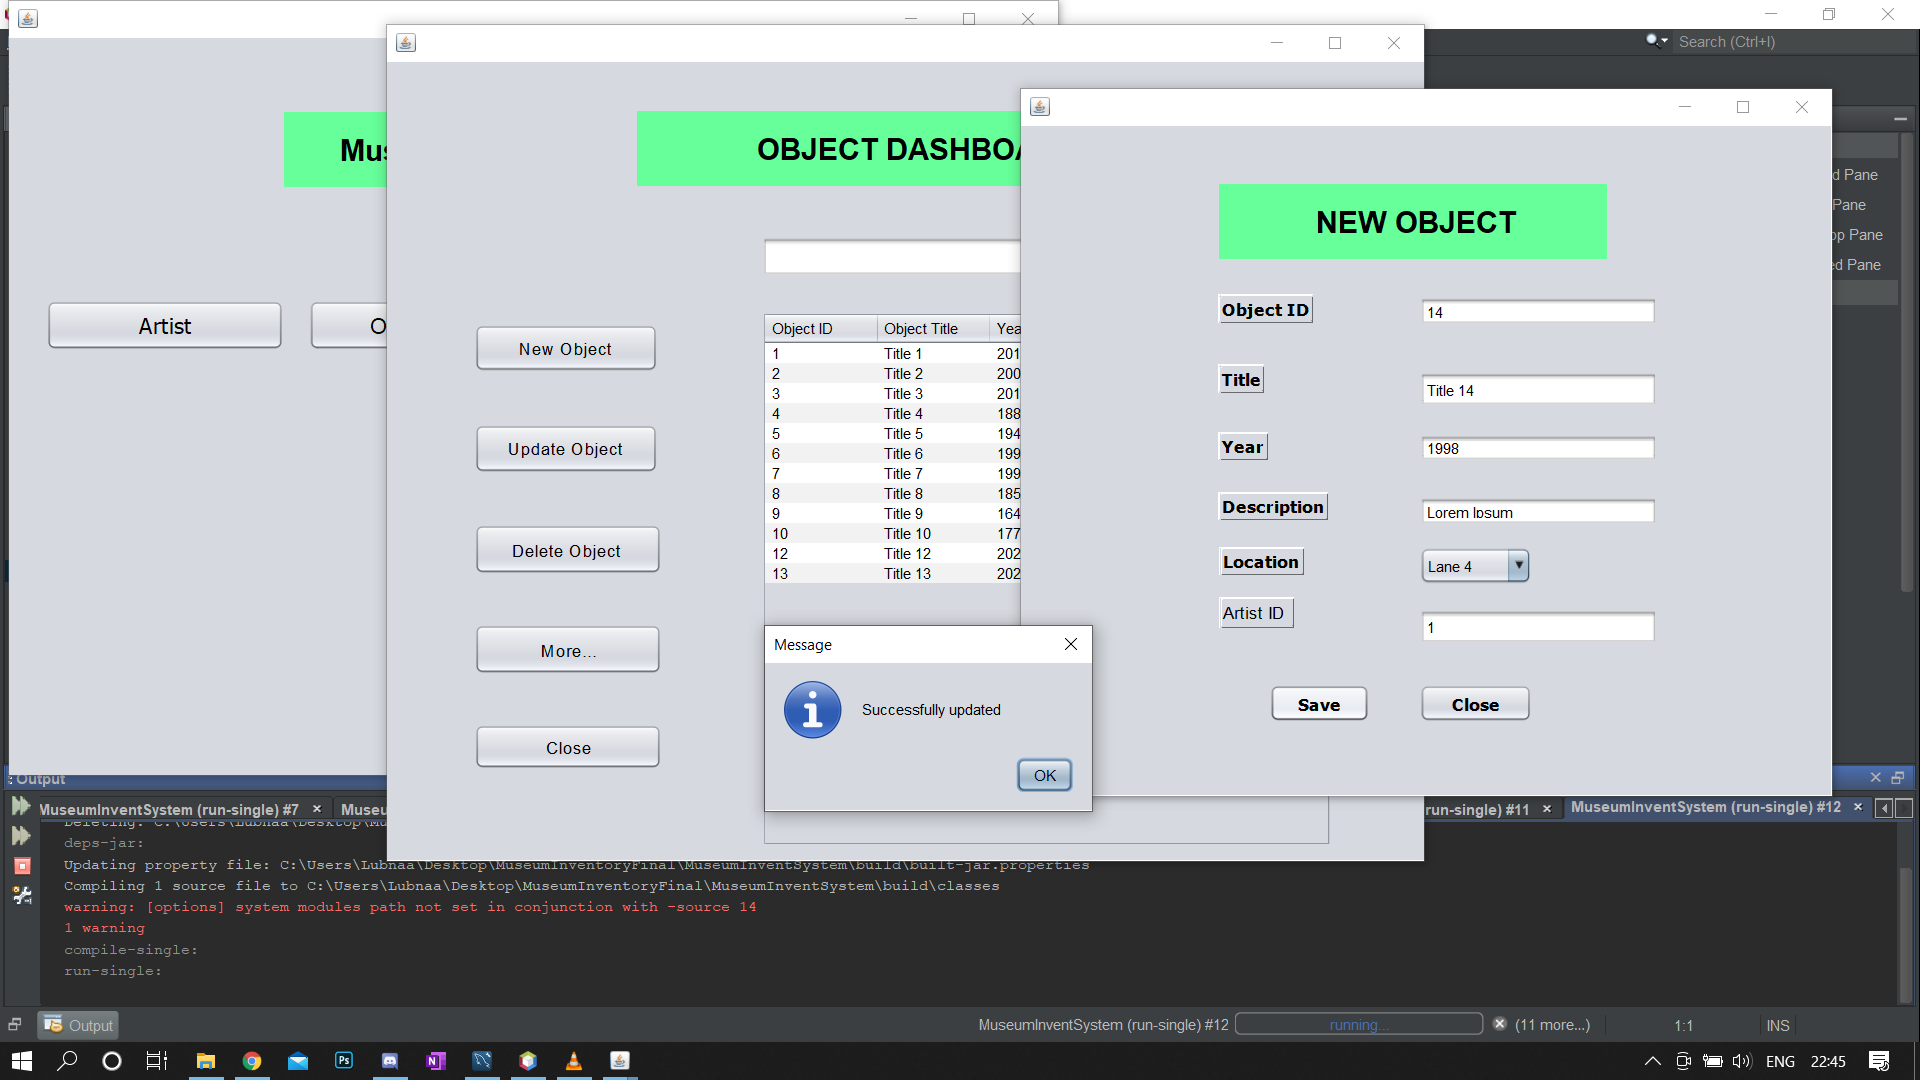 Search (Ctrl+I)
Mus
OBJECT DASHBOA
NEW OBJECT
d Pane
Pane
op Pane
ed Pane
Artist
O
New Object
Update Object
Delete Object
More...
Close
Object ID Object Title Yea
1 Title 1 201
2 Title 2 200
3 Title 3 201
4 Title 4 188
5 Title 5 194
6 Title 6 199
7 Title 7 199
8 Title 8 185
9 Title 9 164
10 Title 10 177
12 Title 12 202
13 Title 13 202
Object ID 14
Title Title 14
Year 1998
Description Lorem Ipsum
Location Lane 4
Artist ID 1
Save Close
Message
Successfully updated
OK
Output
MuseumInventSystem (run-single) #7 Museu run-single) #11 MuseumInventSystem (run-single) #12
Deleting: C:\Users\Lubnaa\Desktop\Mu
deps-jar:
Updating property file: C:\Users\Lubnaa\Desktop\MuseumInventoryFinal\MuseumInventSystem\build\built-jar.properties
Compiling 1 source file to C:\Users\Lubnaa\Desktop\MuseumInventoryFinal\MuseumInventSystem\build\classes
warning: [options] system modules path not set in conjunction with -source 14
1 warning
compile-single:
run-single:
Output
MuseumInventSystem (run-single) #12 running... (11 more...) 1:1 INS
Ps
N
ENG 22:45